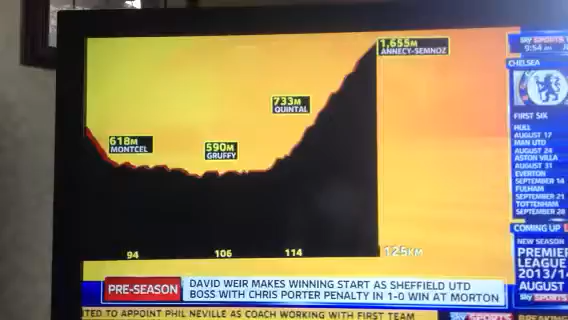 1,655M
ANNECY-SEMNOZ
733M
QUINTAL
618M
MONTCEL
590M
GRUFFY
94
106
114
125KM
SKY SPORTS
9:54
CHELSEA
FIRST SIX
HULL
AUGUST 17
MAN UTD
AUGUST 24
ASTON VILLA
AUGUST 31
EVERTON
SEPTEMBER 14
FULHAM
SEPTEMBER 21
TOTTENHAM
SEPTEMBER 28
COMING UP
NEW SEASON
PREMIER
LEAGUE
2013/14
AUGUST
SKY SPORTS
PRE-SEASON
DAVID WEIR MAKES WINNING START AS SHEFFIELD UTD
BOSS WITH CHRIS PORTER PENALTY IN 1-0 WIN AT MORTON
TO APPOINT PHIL NEVILLE AS COACH WORKING WITH FIRST TEAM
SKY SPORTS
BREAKING